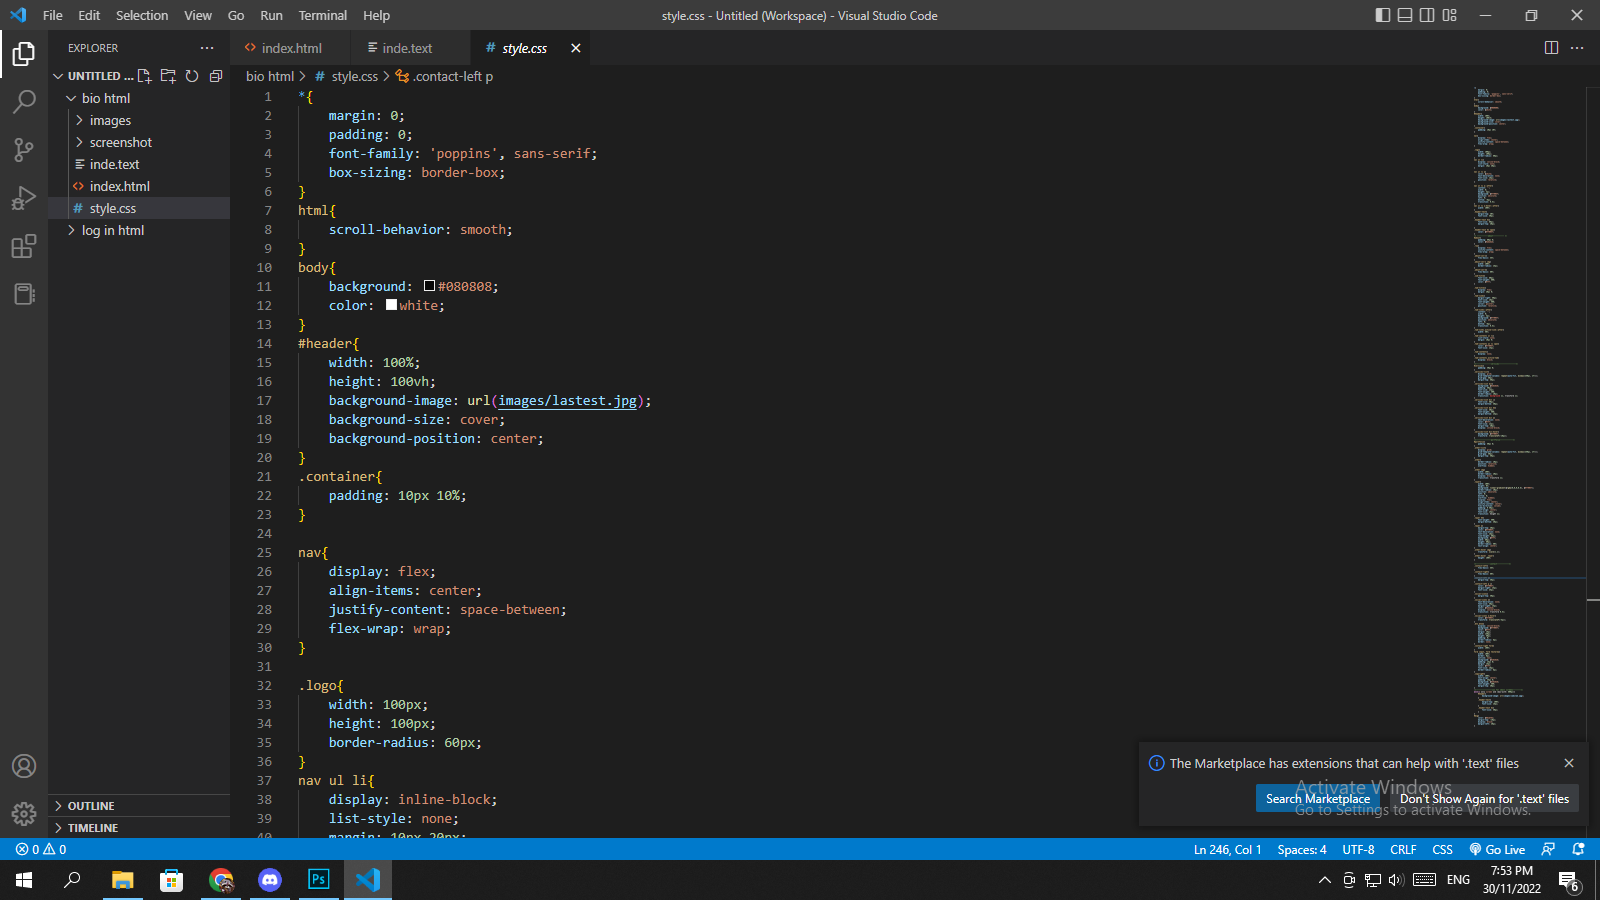 File Edit Selection View Go Run Terminal Help
style.css - Untitled (Workspace) - Visual Studio Code
EXPLORER
UNTITLED ...
bio html
images
screenshot
inde.text
index.html
style.css
log in html
OUTLINE
TIMELINE
index.html inde.text # style.css
bio html > # style.css > .contact-left p
1 *{
2 margin: 0;
3 padding: 0;
4 font-family: 'poppins', sans-serif;
5 box-sizing: border-box;
6 }
7 html{
8 scroll-behavior: smooth;
9 }
10 body{
11 background: #080808;
12 color: white;
13 }
14 #header{
15 width: 100%;
16 height: 100vh;
17 background-image: url(images/lastest.jpg);
18 background-size: cover;
19 background-position: center;
20 }
21 .container{
22 padding: 10px 10%;
23 }
24
25 nav{
26 display: flex;
27 align-items: center;
28 justify-content: space-between;
29 flex-wrap: wrap;
30 }
31
32 .logo{
33 width: 100px;
34 height: 100px;
35 border-radius: 60px;
36 }
37 nav ul li{
38 display: inline-block;
39 list-style: none;
40 margin: 10px 20px;
The Marketplace has extensions that can help with '.text' files
Search Marketplace Don't Show Again for '.text' files
Activate Windows
Go to Settings to activate Windows.
0 0
Ln 246, Col 1 Spaces: 4 UTF-8 CRLF CSS Go Live
Ps
ENG
7:53 PM
30/11/2022
6